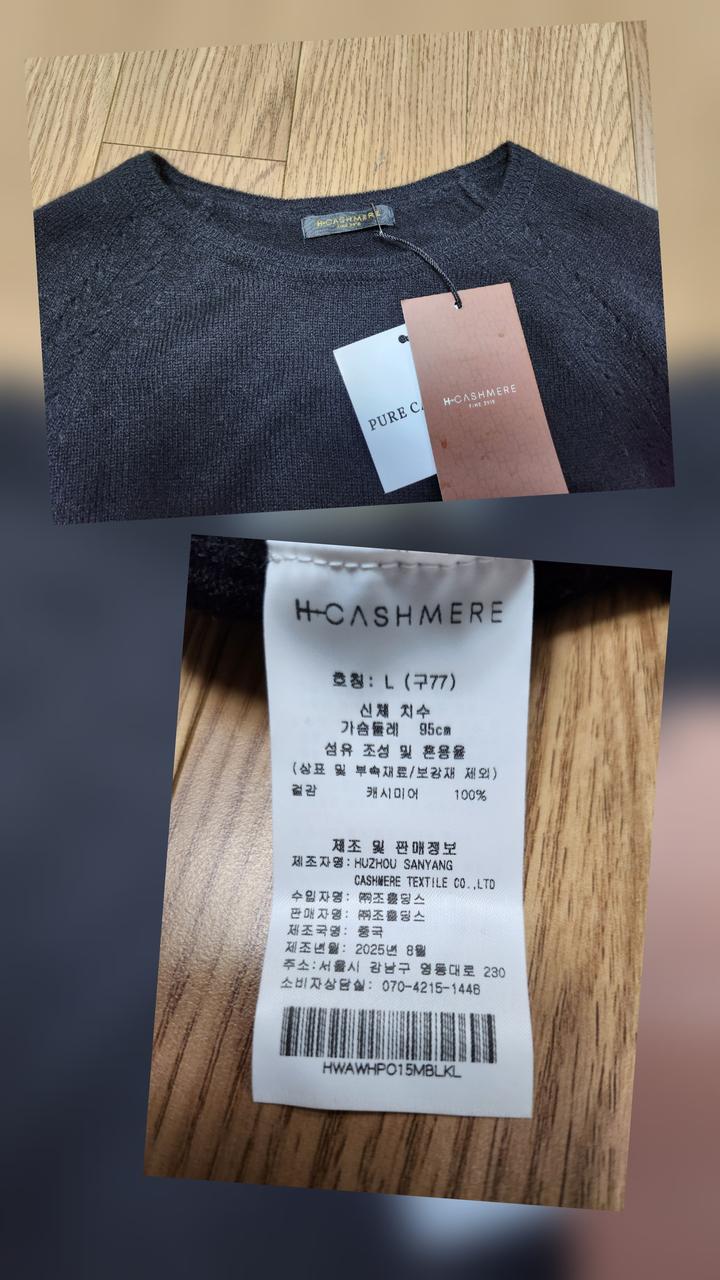 H-CASHMERE
FINE 2Y15
PURE
H-CASHMERE
FINE 2Y15
H-CASHMERE
호칭: L (구77)
신체 치수
가슴둘레 95cm
섬유 조성 및 혼용율
(상표 및 부속재료/보강재 제외)
겉감 캐시미어 100%
제조 및 판매정보
제조자명: HUZHOU SANYANG
CASHMERE TEXTILE CO.,LTD
수입자명: ㈜조흟딩스
판매자명: ㈜조흟딩스
제조국명: 중국
제조년월: 2025년 8월
주소:서울시 강남구 영동대로 230
소비자상담실: 070-4215-1446
HWAWHPO15MBLKL